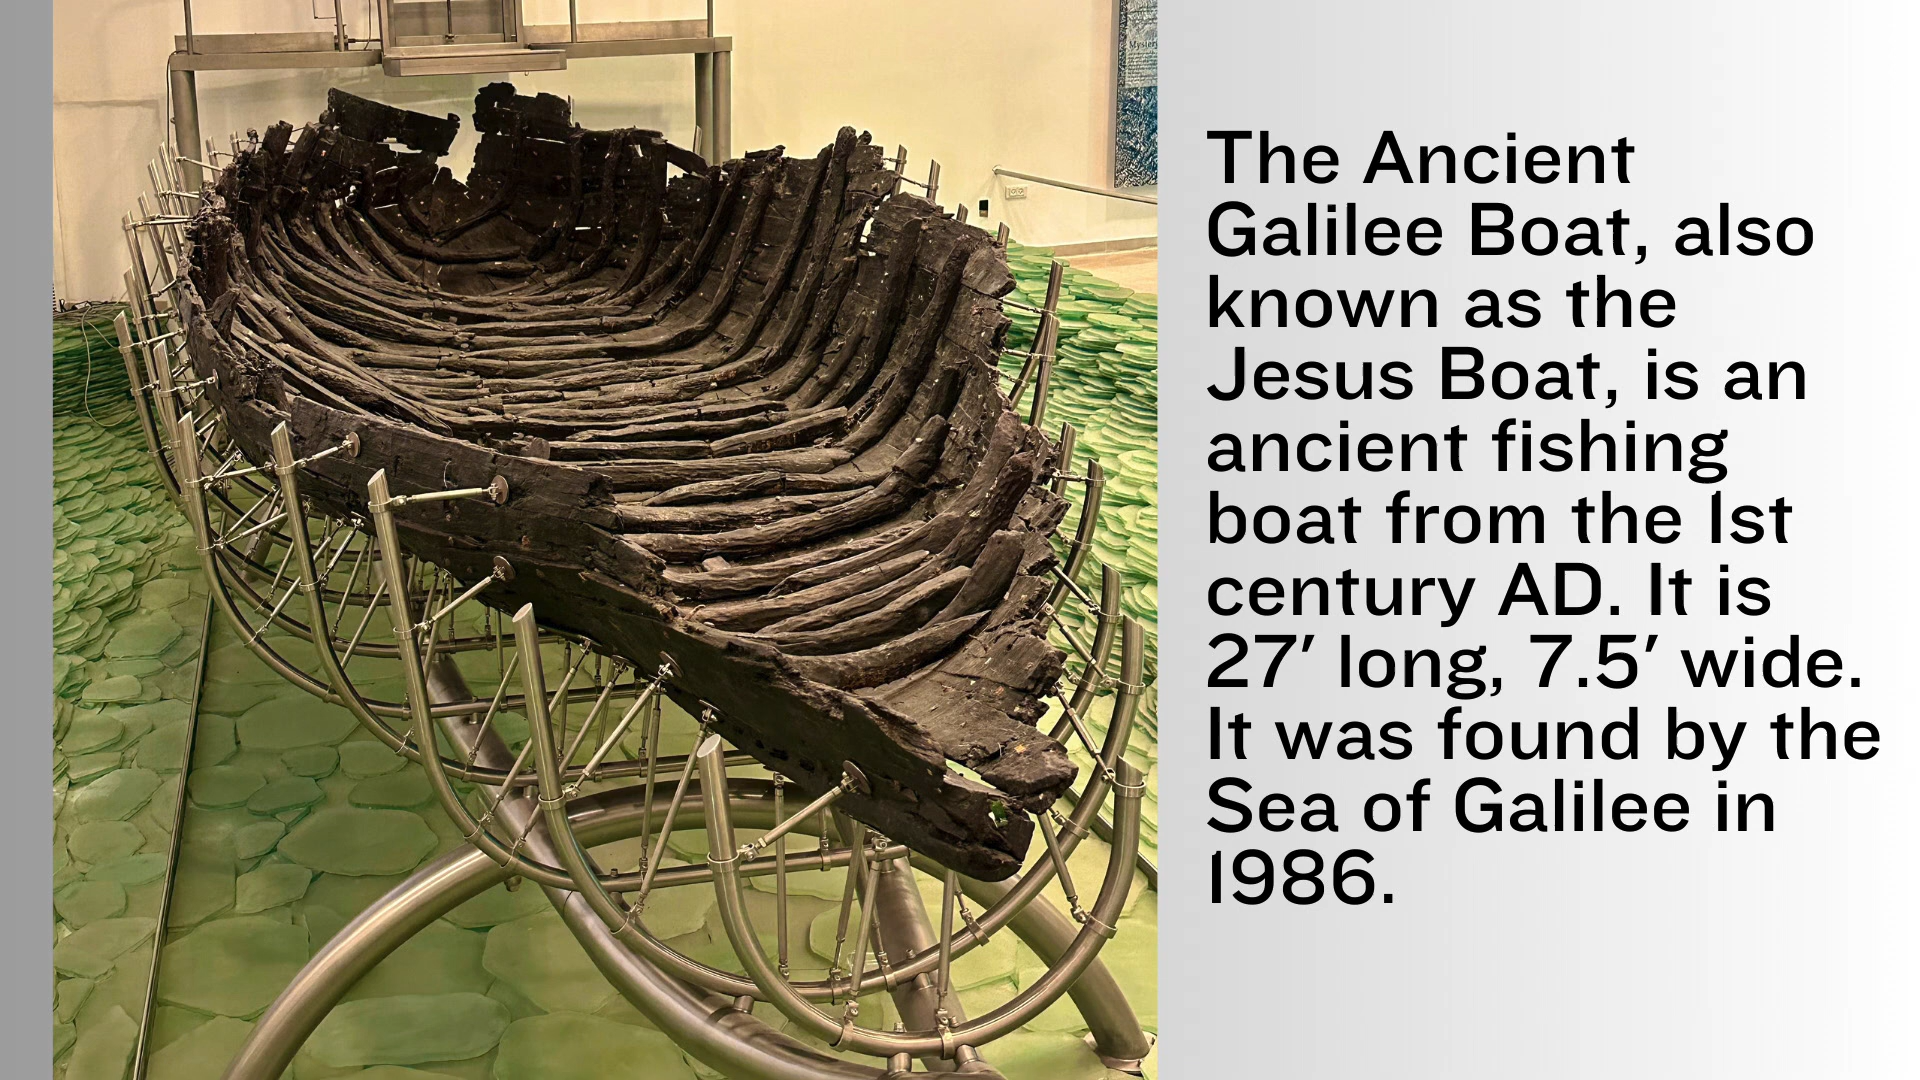 Mystery
The Ancient
Galilee Boat, also
known as the
Jesus Boat, is an
ancient fishing
boat from the 1st
century AD. It is
27’ long, 7.5’ wide.
It was found by the
Sea of Galilee in
1986.